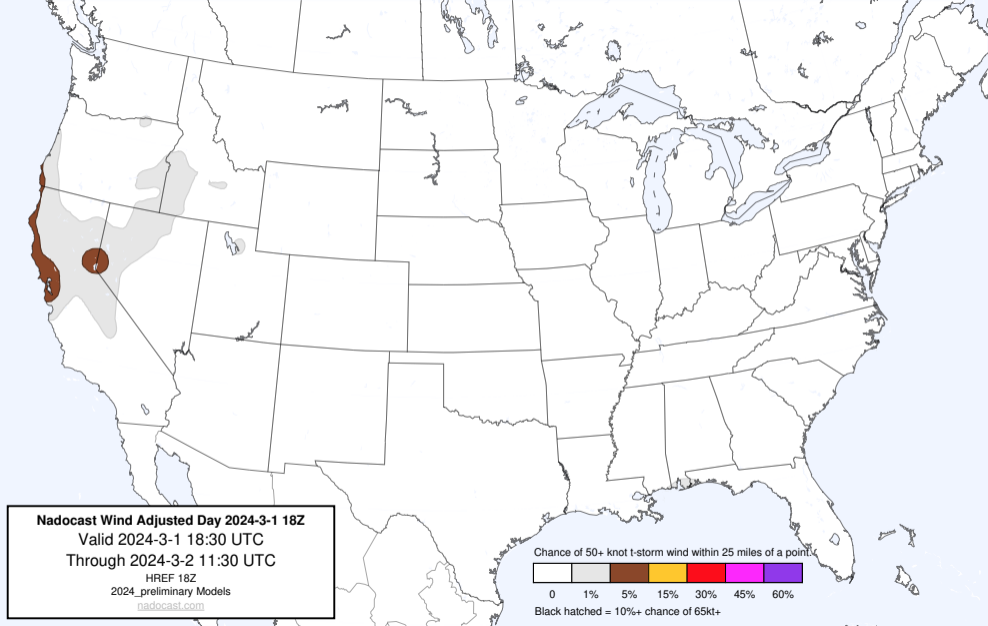 Nadocast Wind Adjusted Day 2024-3-1 18Z
Valid 2024-3-1 18:30 UTC
Through 2024-3-2 11:30 UTC
HREF 18Z
2024_preliminary Models
nadocast.com
Chance of 50+ knot t-storm wind within 25 miles of a point.
0 1% 5% 15% 30% 45% 60%
Black hatched = 10%+ chance of 65kt+